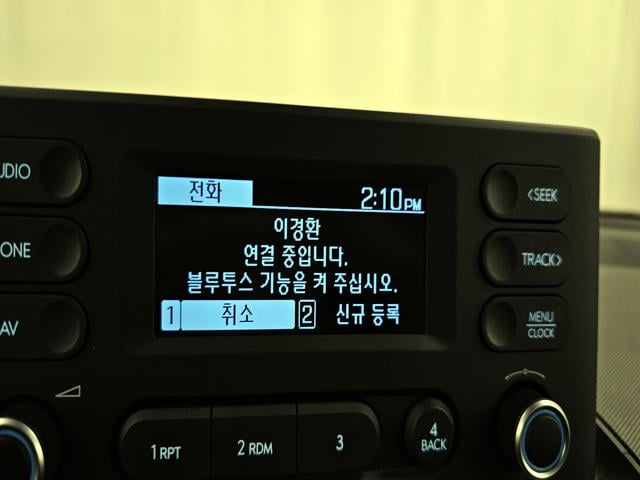 전화 2:10PM
이경환
연결 중입니다.
블루투스 기능을 켜 주십시오.
1 취소 2 신규 등록
UDIO
ONE
AV
<SEEK
TRACK>
MENU
CLOCK
1 RPT
2 RDM
3
4
BACK